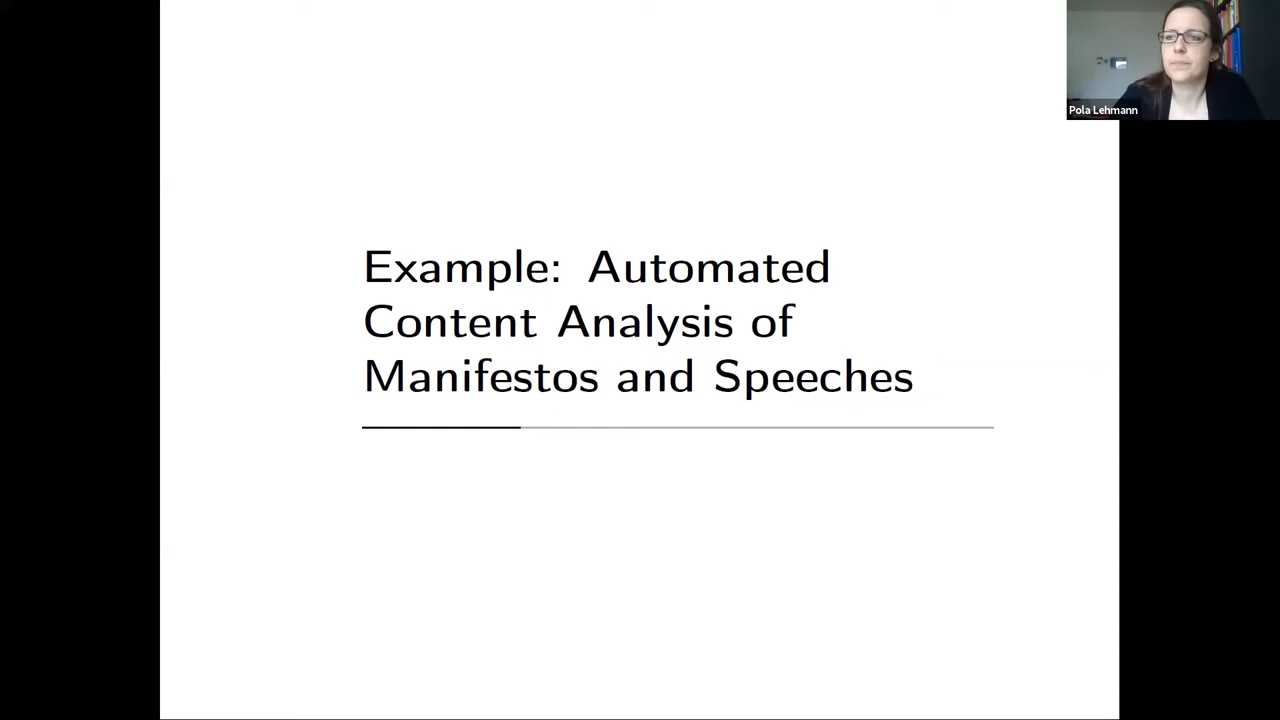 Pola Lehmann
Example: Automated
Content Analysis of
Manifestos and Speeches